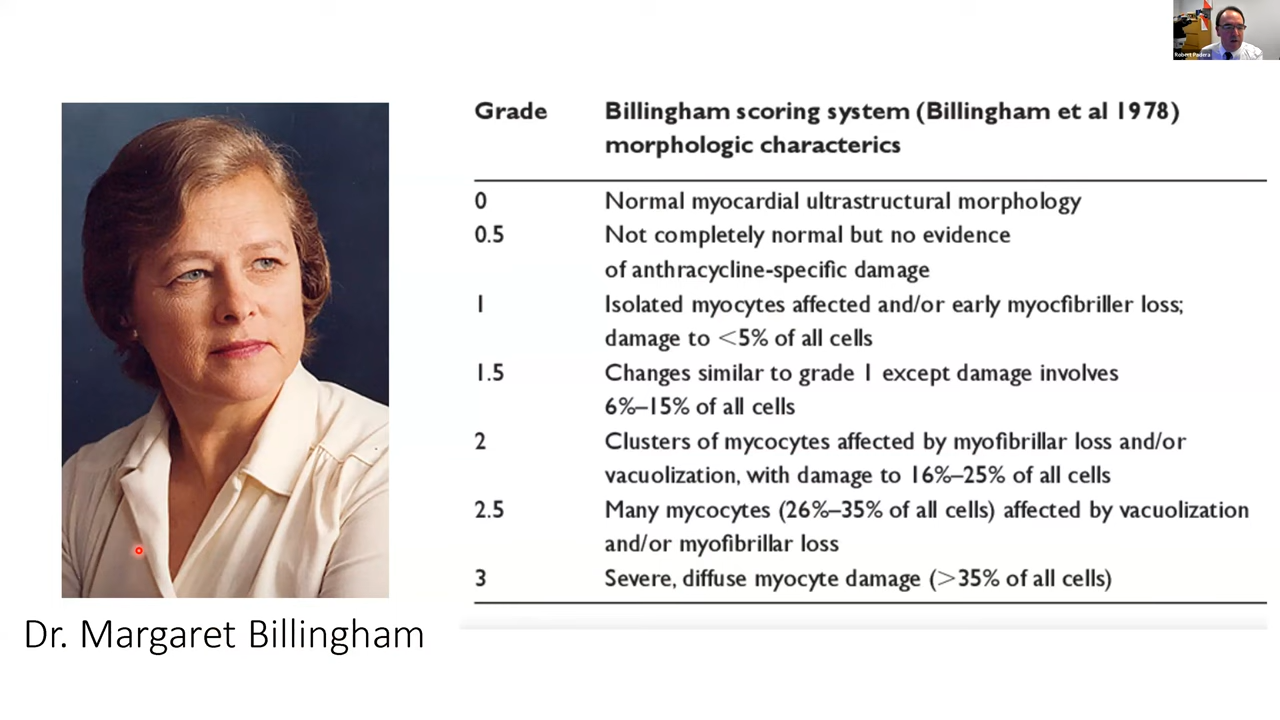 Robert Padera
Grade Billingham scoring system (Billingham et al 1978)
morphologic characterics
0 Normal myocardial ultrastructural morphology
0.5 Not completely normal but no evidence
of anthracycline-specific damage
1 Isolated myocytes affected and/or early myocfibriller loss;
damage to <5% of all cells
1.5 Changes similar to grade 1 except damage involves
6%–15% of all cells
2 Clusters of mycocytes affected by myofibrillar loss and/or
vacuolization, with damage to 16%–25% of all cells
2.5 Many mycocytes (26%–35% of all cells) affected by vacuolization
and/or myofibrillar loss
3 Severe, diffuse myocyte damage (>35% of all cells)
Dr. Margaret Billingham